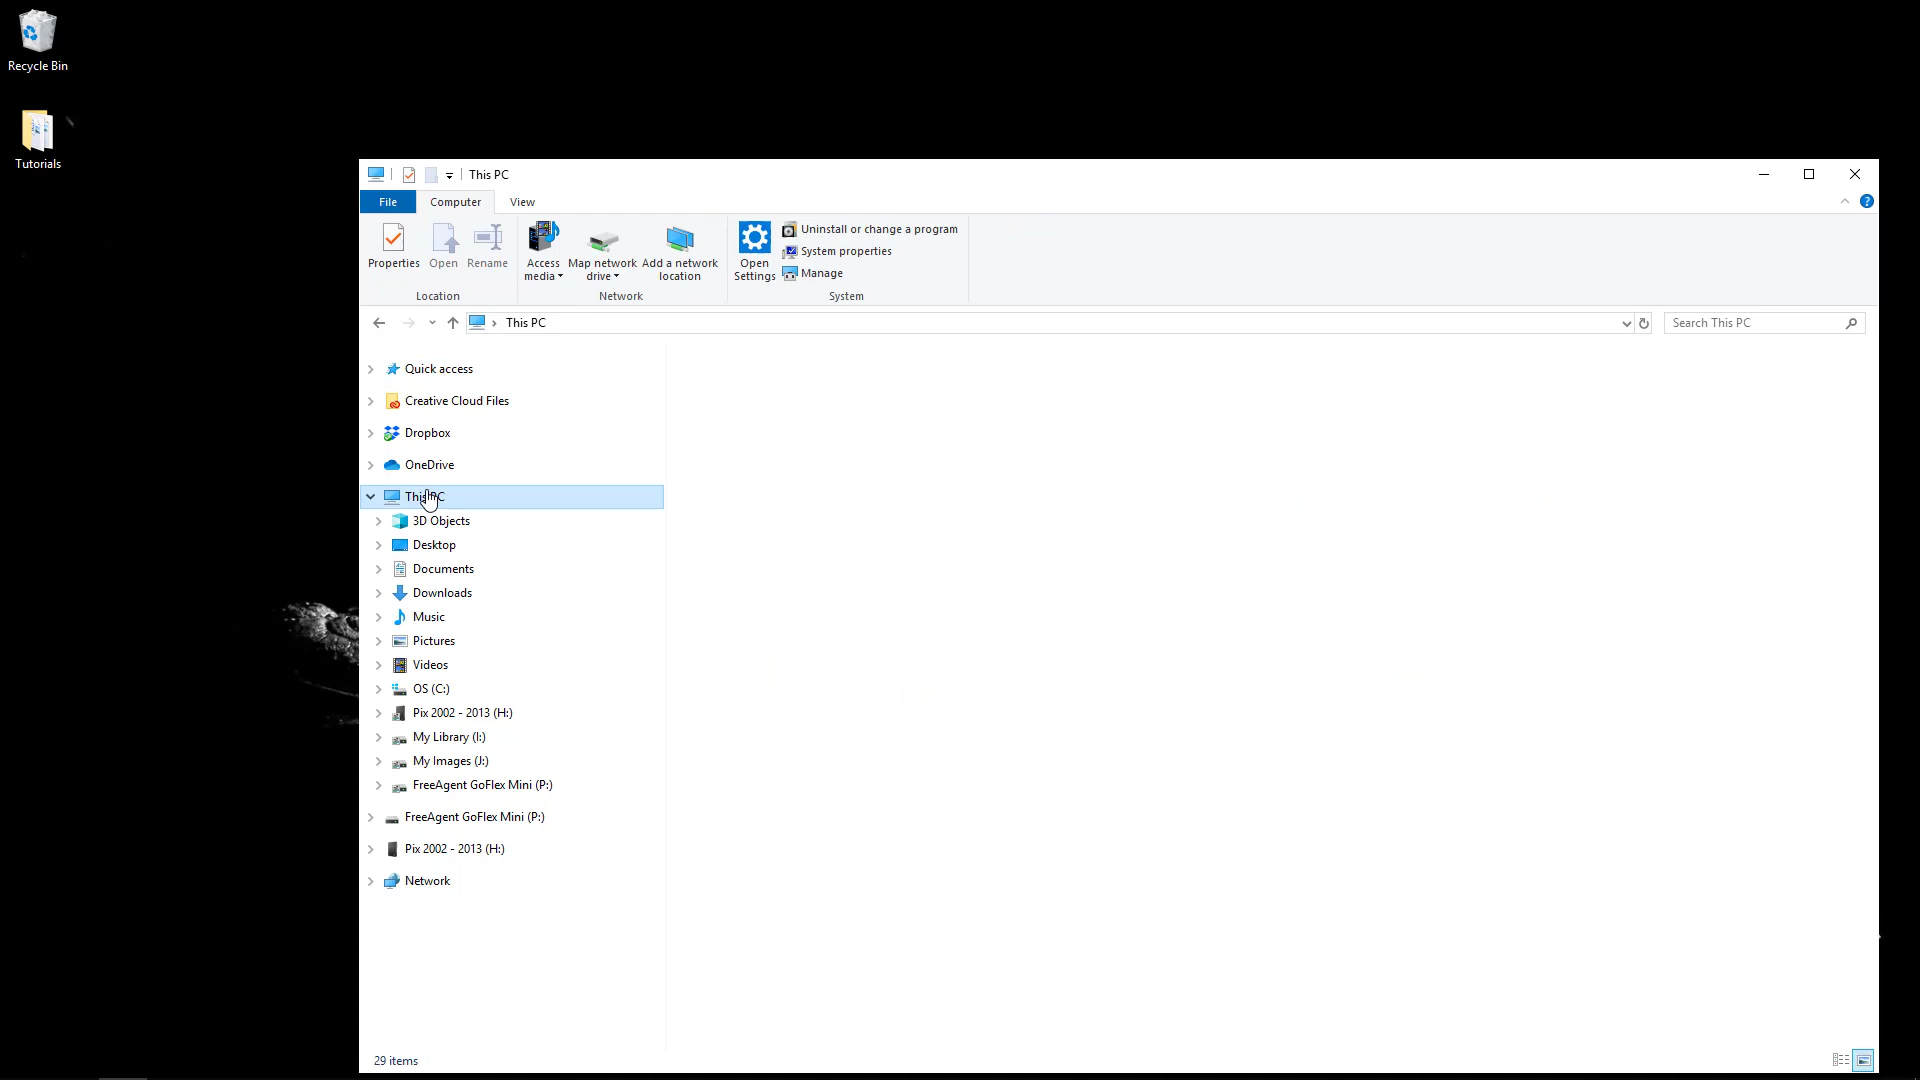 Recycle Bin
Tutorials
This PC
File
Computer
View
Properties
Open
Rename
Location
Access media
Map network drive
Add a network location
Network
Open Settings
Uninstall or change a program
System properties
Manage
System
This PC
Search This PC
Quick access
Creative Cloud Files
Dropbox
OneDrive
This PC
3D Objects
Desktop
Documents
Downloads
Music
Pictures
Videos
OS (C:)
Pix 2002 - 2013 (H:)
My Library (I:)
My Images (J:)
FreeAgent GoFlex Mini (P:)
FreeAgent GoFlex Mini (P:)
Pix 2002 - 2013 (H:)
Network
29 items